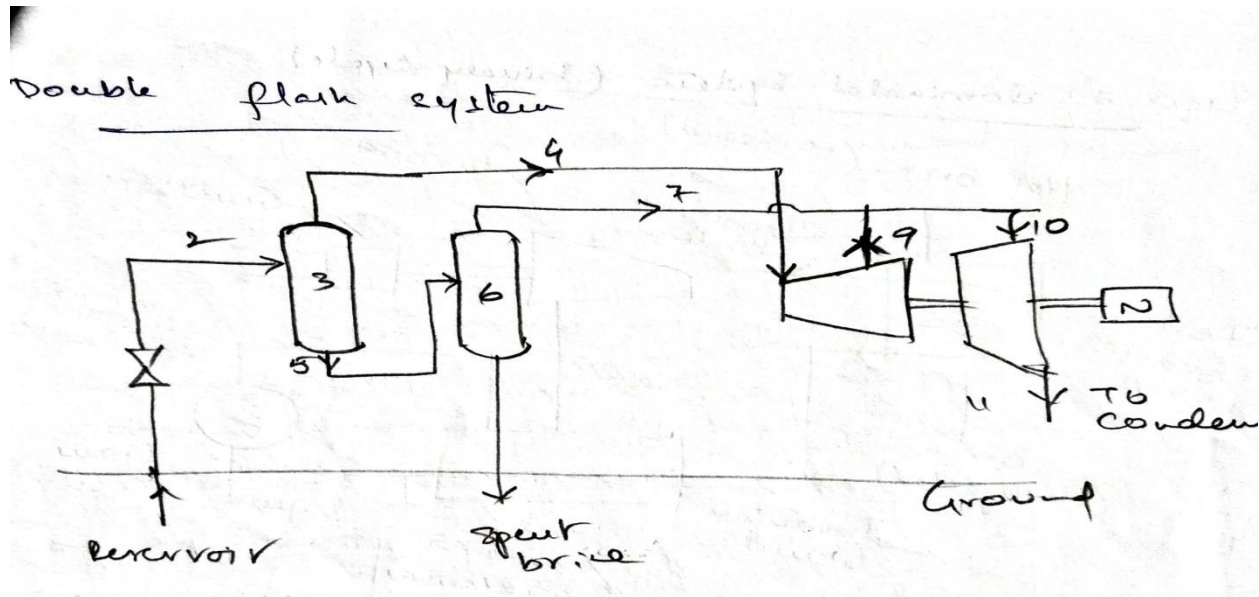 Double flash system
4
2
7
3
6
9
10
5
N
11
To
Conden
Ground
Reservoir
Spent
brine